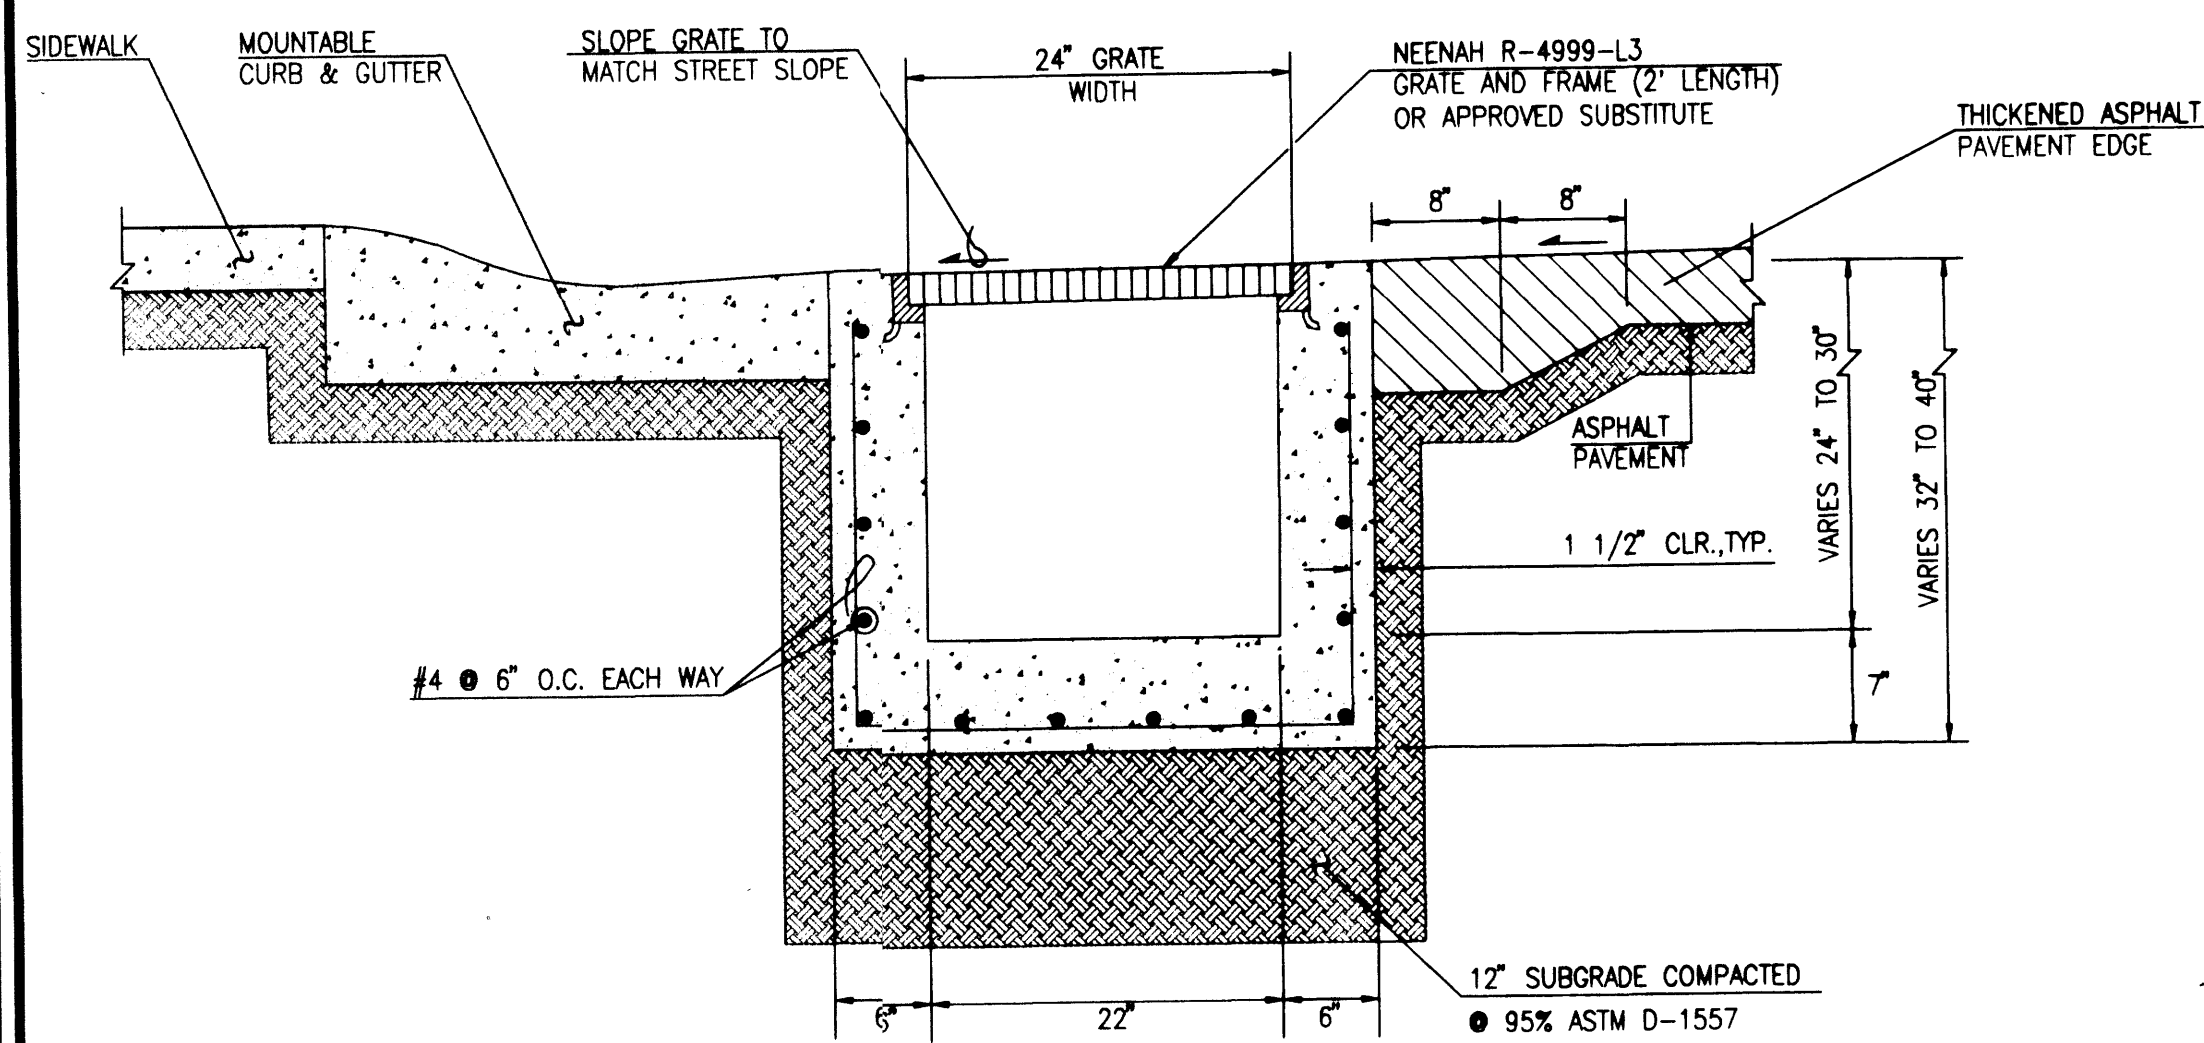 SIDEWALK
MOUNTABLE
CURB & GUTTER
SLOPE GRATE TO
MATCH STREET SLOPE
24" GRATE
WIDTH
NEENAH R-4999-L3
GRATE AND FRAME (2' LENGTH)
OR APPROVED SUBSTITUTE
THICKENED ASPHALT
PAVEMENT EDGE
8"
8"
ASPHALT
PAVEMENT
VARIES 24" TO 30"
VARIES 32" TO 40"
1 1/2" CLR.,TYP.
7"
#4 @ 6" O.C. EACH WAY
6"
22"
6"
12" SUBGRADE COMPACTED
@ 95% ASTM D-1557